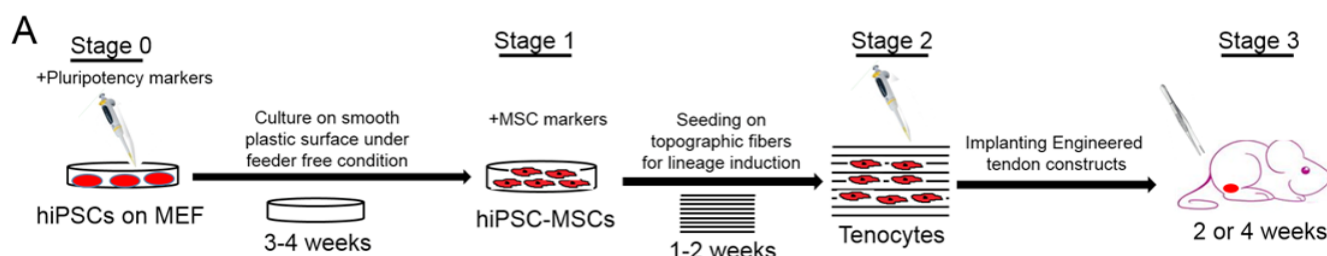 A
Stage 0
+Pluripotency markers
hiPSCs on MEF
Culture on smooth
plastic surface under
feeder free condition
3-4 weeks
Stage 1
+MSC markers
hiPSC-MSCs
Seeding on
topographic fibers
for lineage induction
1-2 weeks
Stage 2
Tenocytes
Implanting Engineered
tendon constructs
Stage 3
2 or 4 weeks